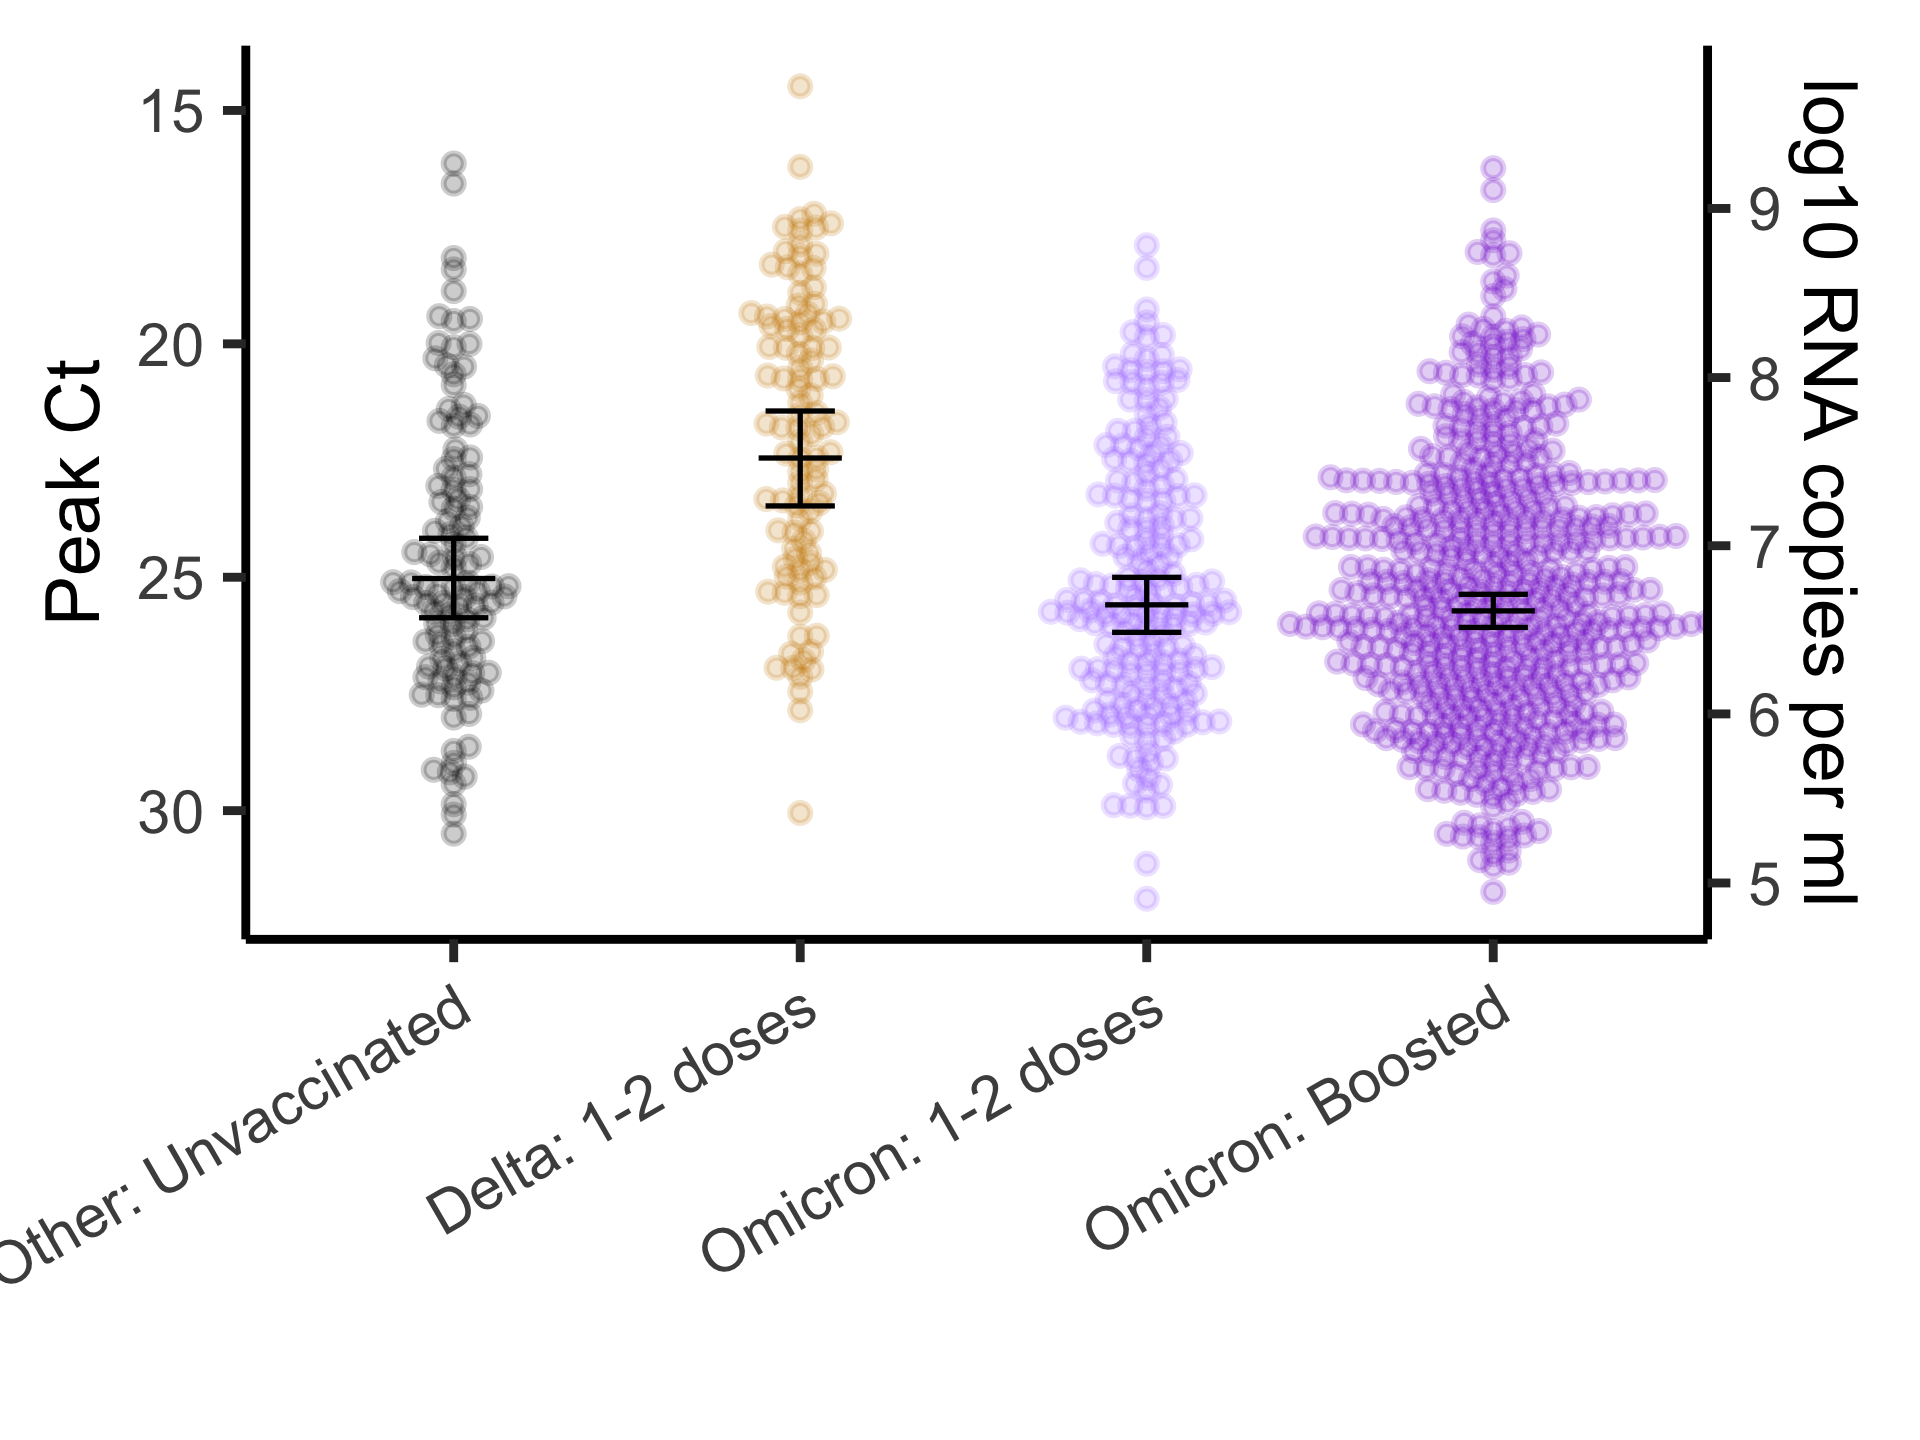 Peak Ct
15
20
25
30
log10 RNA copies per ml
9
8
7
6
5
Other: Unvaccinated
Delta: 1-2 doses
Omicron: 1-2 doses
Omicron: Boosted